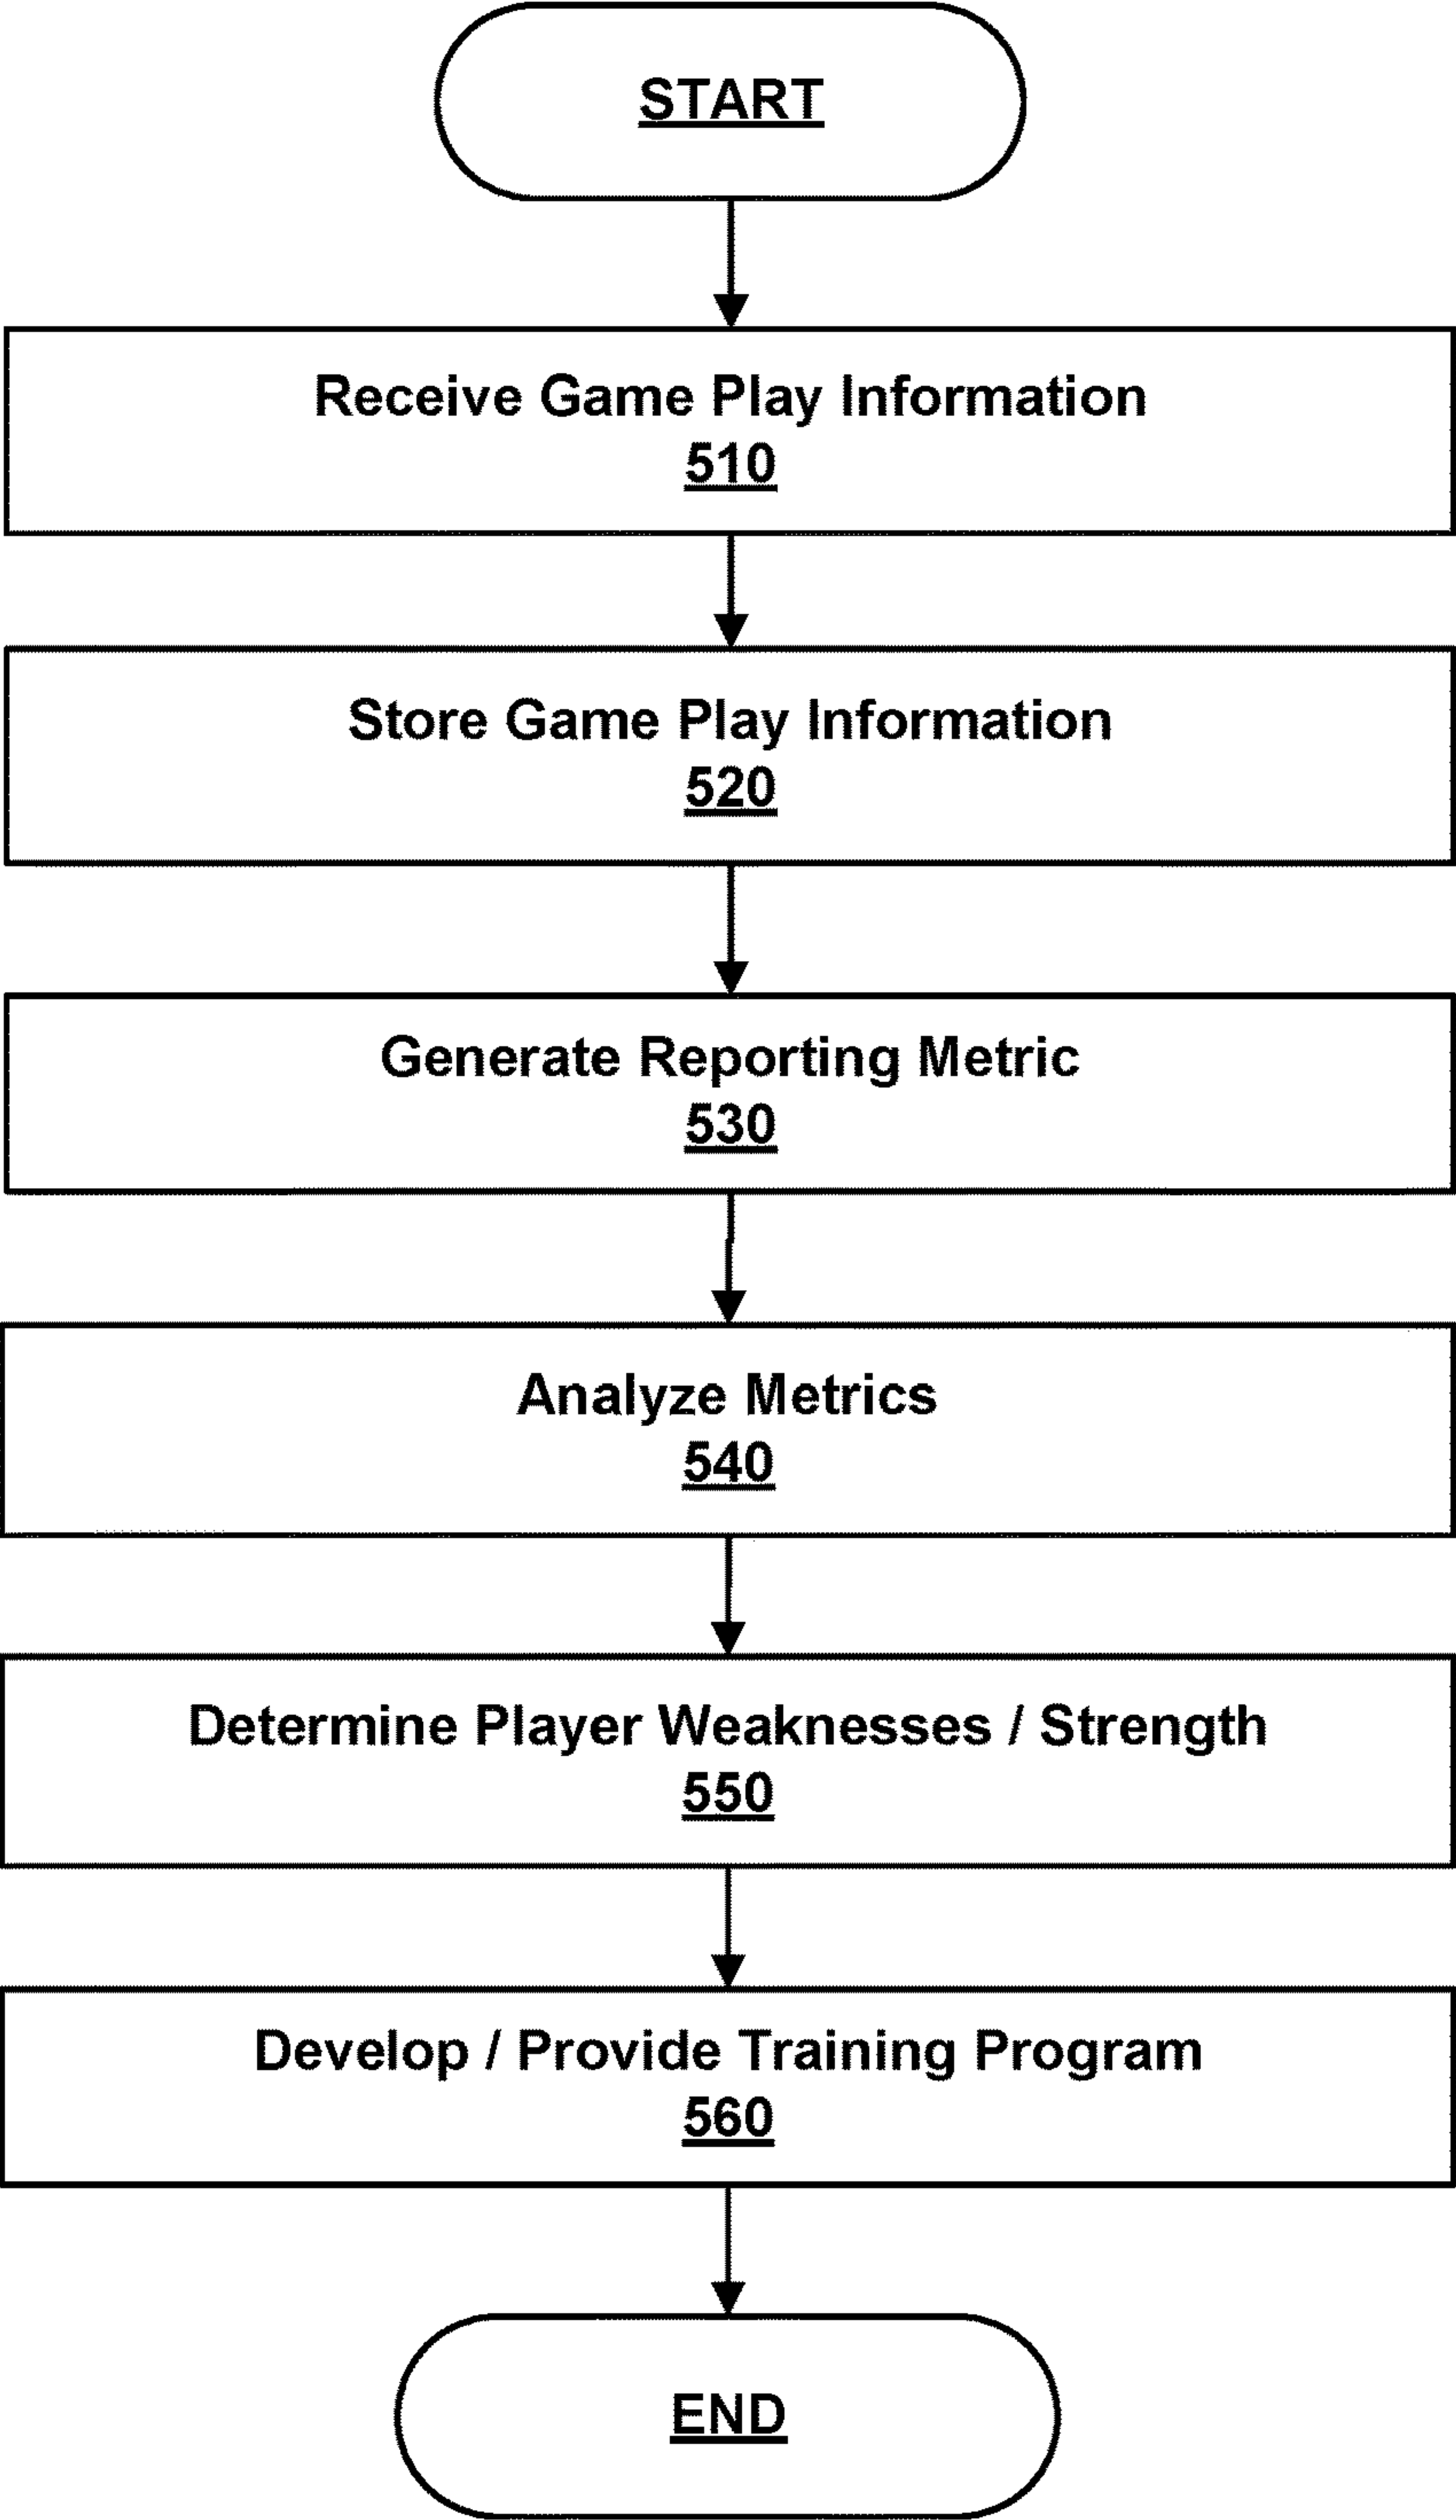 START
Receive Game Play Information
510
Store Game Play Information
520
Generate Reporting Metric
530
Analyze Metrics
540
Determine Player Weaknesses / Strength
550
Develop / Provide Training Program
560
END